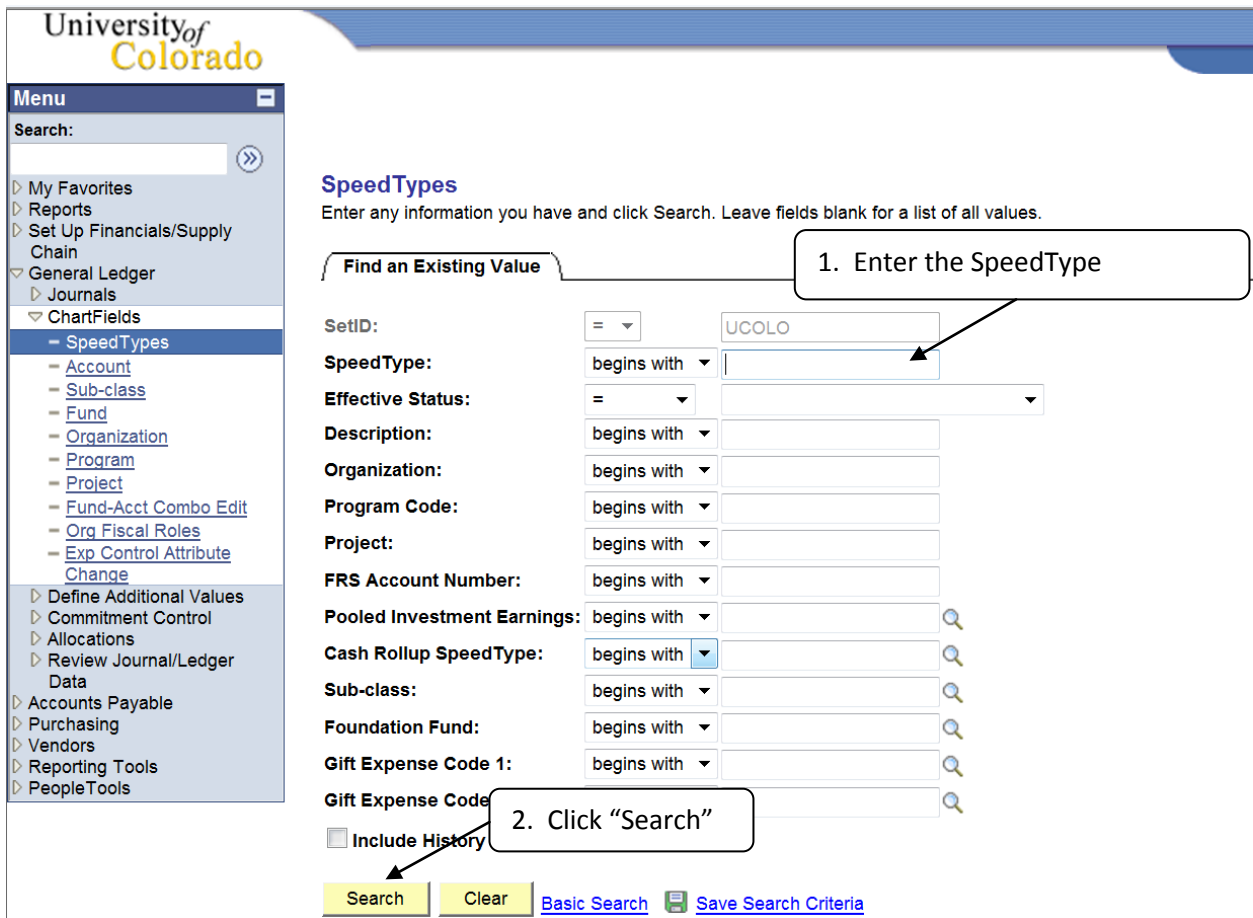 University of
Colorado
Menu
Search:
My Favorites
Reports
Set Up Financials/Supply
Chain
General Ledger
Journals
ChartFields
SpeedTypes
Account
Sub-class
Fund
Organization
Program
Project
Fund-Acct Combo Edit
Org Fiscal Roles
Exp Control Attribute
Change
Define Additional Values
Commitment Control
Allocations
Review Journal/Ledger
Data
Accounts Payable
Purchasing
Vendors
Reporting Tools
PeopleTools
SpeedTypes
Enter any information you have and click Search. Leave fields blank for a list of all values.
Find an Existing Value
1. Enter the SpeedType
SetID: = UCOLO
SpeedType: begins with
Effective Status: =
Description: begins with
Organization: begins with
Program Code: begins with
Project: begins with
FRS Account Number: begins with
Pooled Investment Earnings: begins with
Cash Rollup SpeedType: begins with
Sub-class: begins with
Foundation Fund: begins with
Gift Expense Code 1: begins with
Gift Expense Code
2. Click “Search”
Include History
Search Clear Basic Search Save Search Criteria